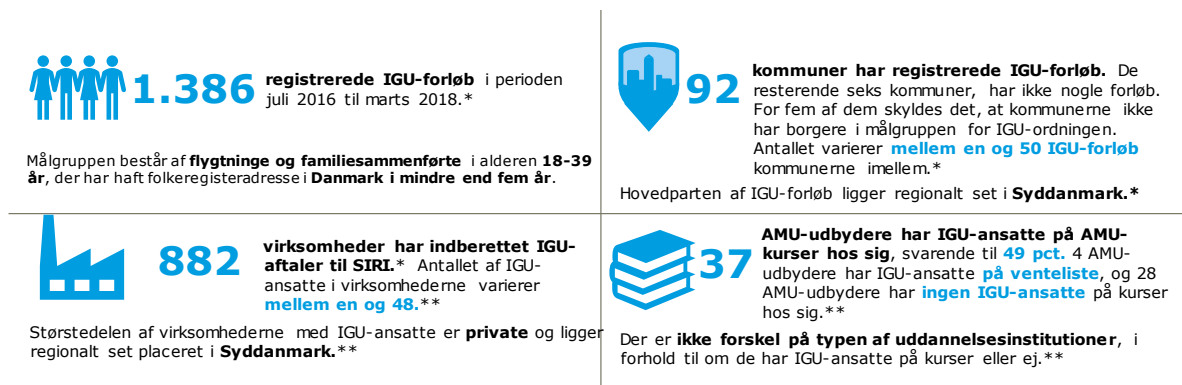 1.386
registrerede IGU-forløb i perioden
juli 2016 til marts 2018.*
Målgruppen består af flygtninge og familiesammenførte i alderen 18-39
år, der har haft folkeregisteradresse i Danmark i mindre end fem år.
92
kommuner har registrerede IGU-forløb. De
resterende seks kommuner, har ikke nogle forløb.
For fem af dem skyldes det, at kommunerne ikke
har borgere i målgruppen for IGU-ordningen.
Antallet varierer mellem en og 50 IGU-forløb
kommunerne imellem.*
Hovedparten af IGU-forløb ligger regionalt set i Syddanmark.*
882
virksomheder har indberettet IGU-
aftaler til SIRI.* Antallet af IGU-
ansatte i virksomhederne varierer
mellem en og 48.**
Størstedelen af virksomhederne med IGU-ansatte er private og ligger
regionalt set placeret i Syddanmark.**
37
AMU-udbydere har IGU-ansatte på AMU-
kurser hos sig, svarende til 49 pct. 4 AMU-
udbydere har IGU-ansatte på venteliste, og 28
AMU-udbydere har ingen IGU-ansatte på kurser
hos sig.**
Der er ikke forskel på typen af uddannelsesinstitutioner, i
forhold til om de har IGU-ansatte på kurser eller ej.**